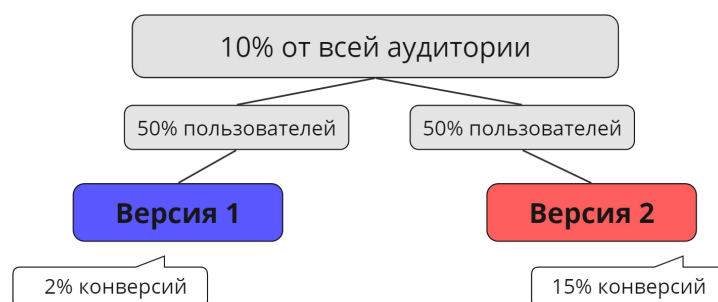 10% от всей аудитории
50% пользователей
50% пользователей
Версия 1
Версия 2
2% конверсий
15% конверсий